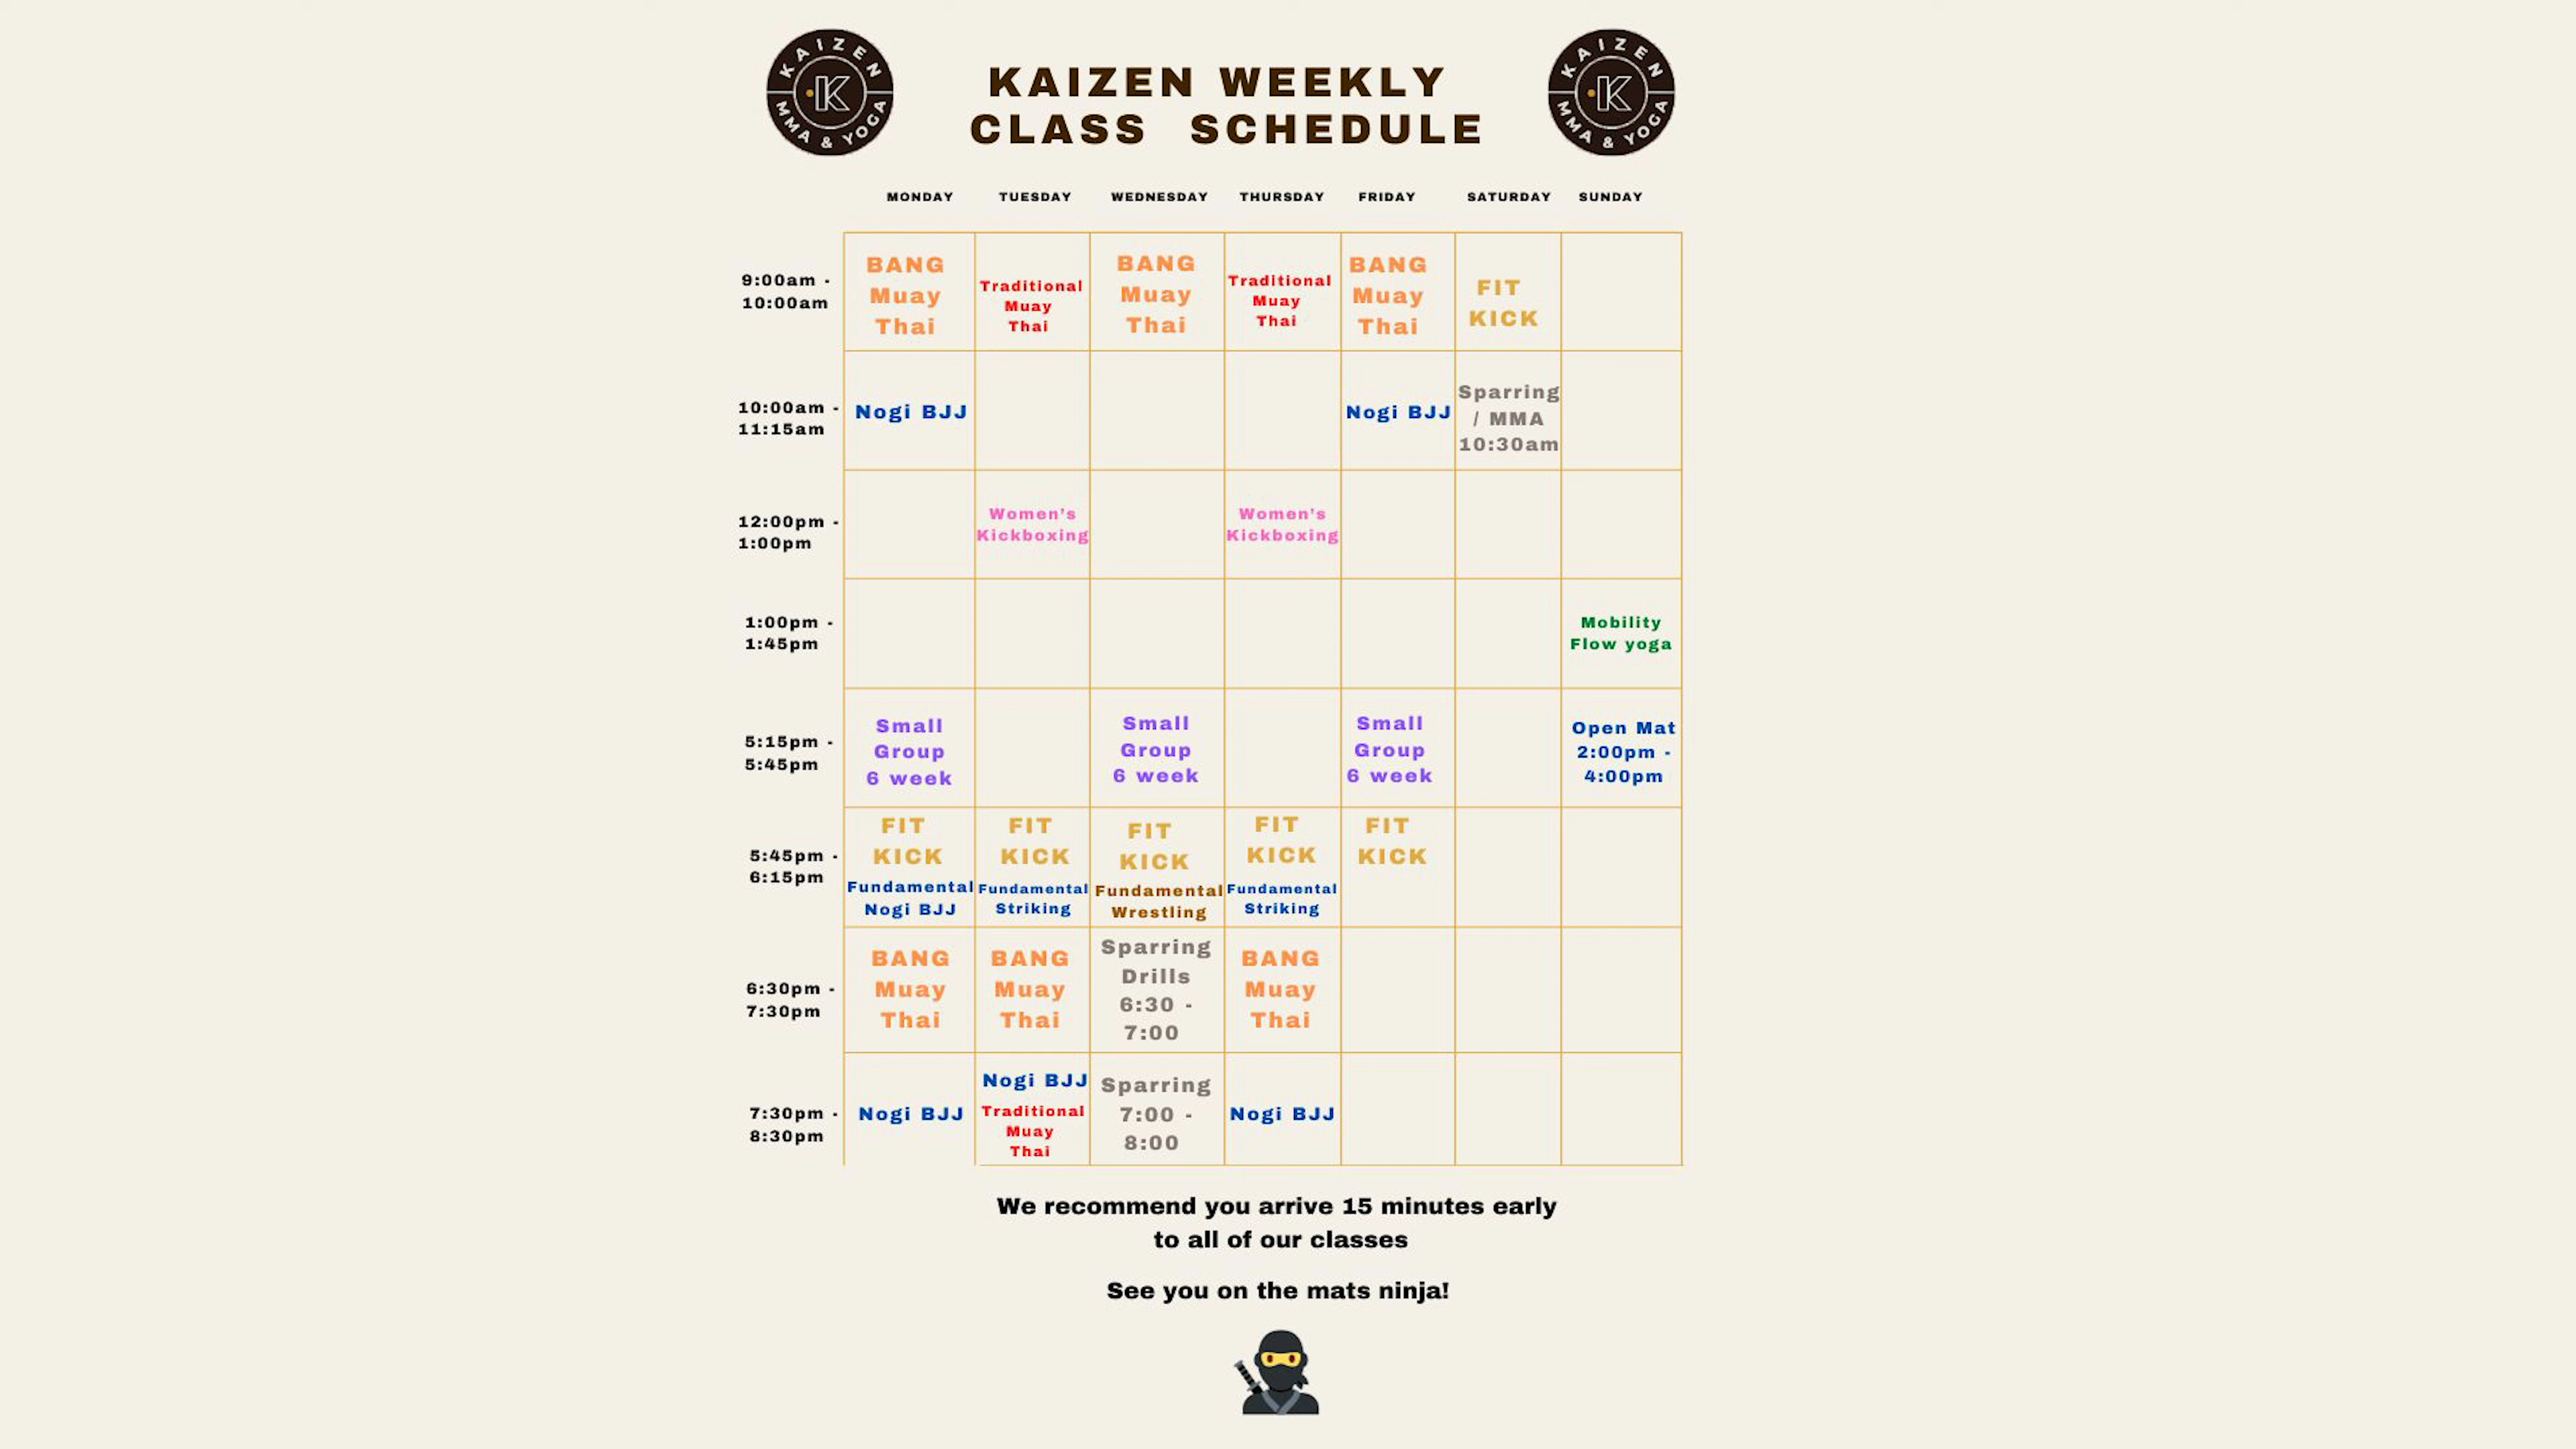 KAIZEN
K
MMA & YOGA
KAIZEN WEEKLY
CLASS SCHEDULE
KAIZEN
K
MMA & YOGA
MONDAY TUESDAY WEDNESDAY THURSDAY FRIDAY SATURDAY SUNDAY
9:00am -
10:00am
BANG
Muay
Thai
Traditional
Muay
Thai
BANG
Muay
Thai
Traditional
Muay
Thai
BANG
Muay
Thai
FIT
KICK
10:00am -
11:15am
Nogi BJJ
Nogi BJJ
Sparring
/ MMA
10:30am
12:00pm -
1:00pm
Women's
Kickboxing
Women's
Kickboxing
1:00pm -
1:45pm
Mobility
Flow yoga
5:15pm -
5:45pm
Small
Group
6 week
Small
Group
6 week
Small
Group
6 week
Open Mat
2:00pm -
4:00pm
5:45pm -
6:15pm
FIT
KICK
Fundamental
Nogi BJJ
FIT
KICK
Fundamental
Striking
FIT
KICK
Fundamental
Wrestling
FIT
KICK
Fundamental
Striking
FIT
KICK
6:30pm -
7:30pm
BANG
Muay
Thai
BANG
Muay
Thai
Sparring
Drills
6:30 -
7:00
BANG
Muay
Thai
7:30pm -
8:30pm
Nogi BJJ
Nogi BJJ
Traditional
Muay
Thai
Sparring
7:00 -
8:00
Nogi BJJ
We recommend you arrive 15 minutes early
to all of our classes
See you on the mats ninja!